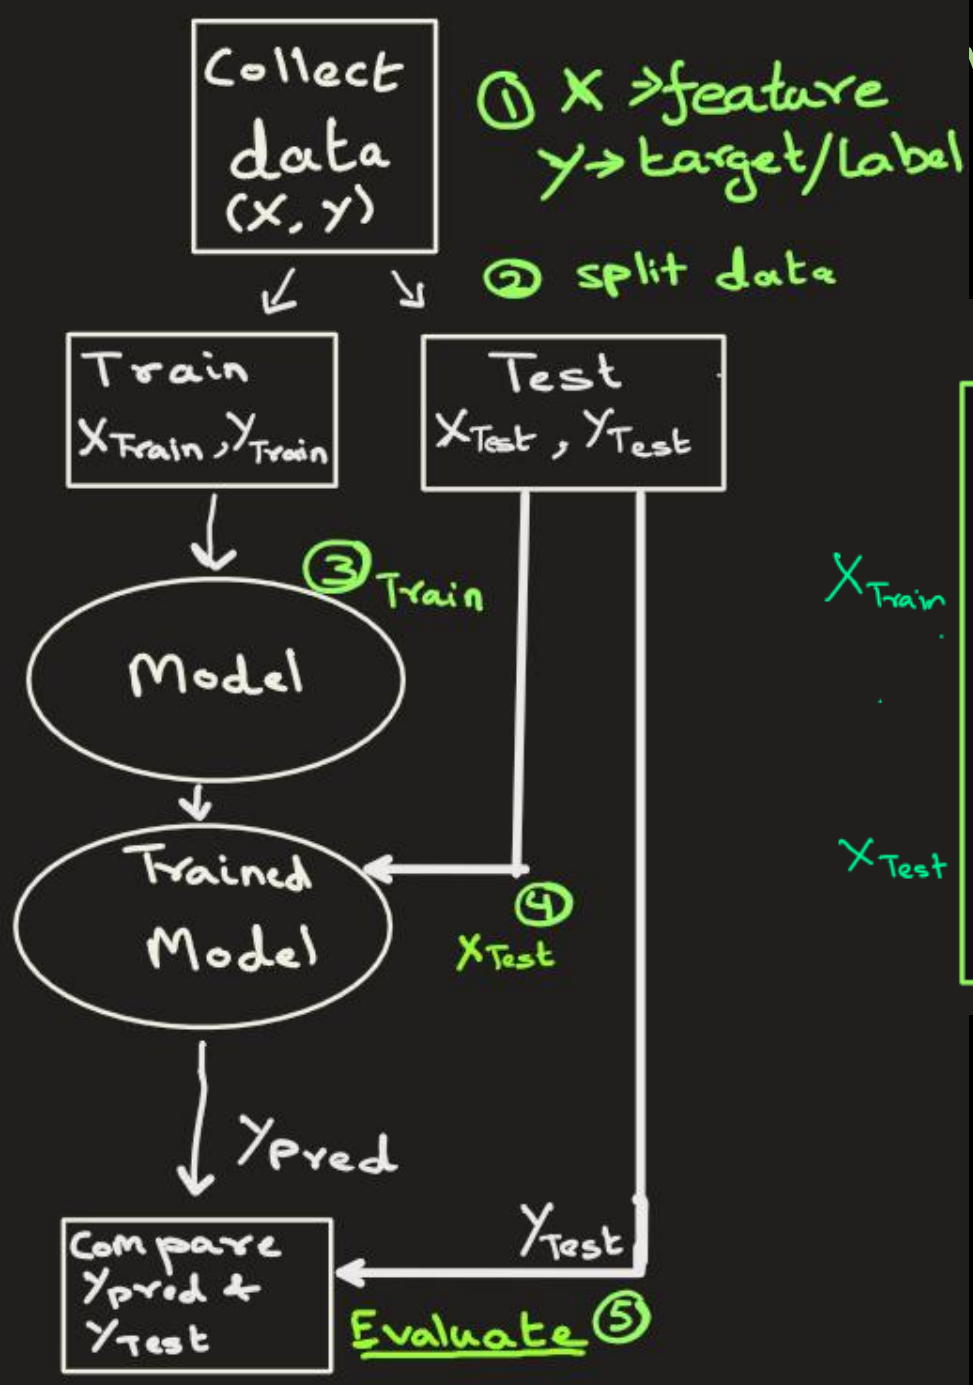 Collect
data
(X, Y)
① X → feature
Y → target/Label
② split data
Train
XTrain, YTrain
Test
XTest, YTest
③ Train
Model
Trained
Model
④
XTest
Ypred
YTest
Compare
Ypred &
YTest
Evaluate ⑤
XTrain
XTest